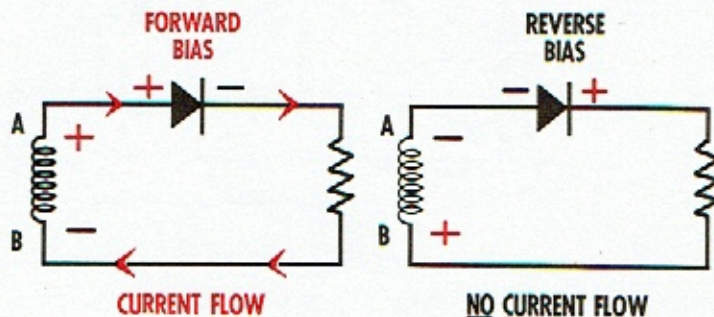 FORWARD
BIAS
+ −
A
+
B
−
CURRENT FLOW
REVERSE
BIAS
− +
A
−
B
+
NO CURRENT FLOW